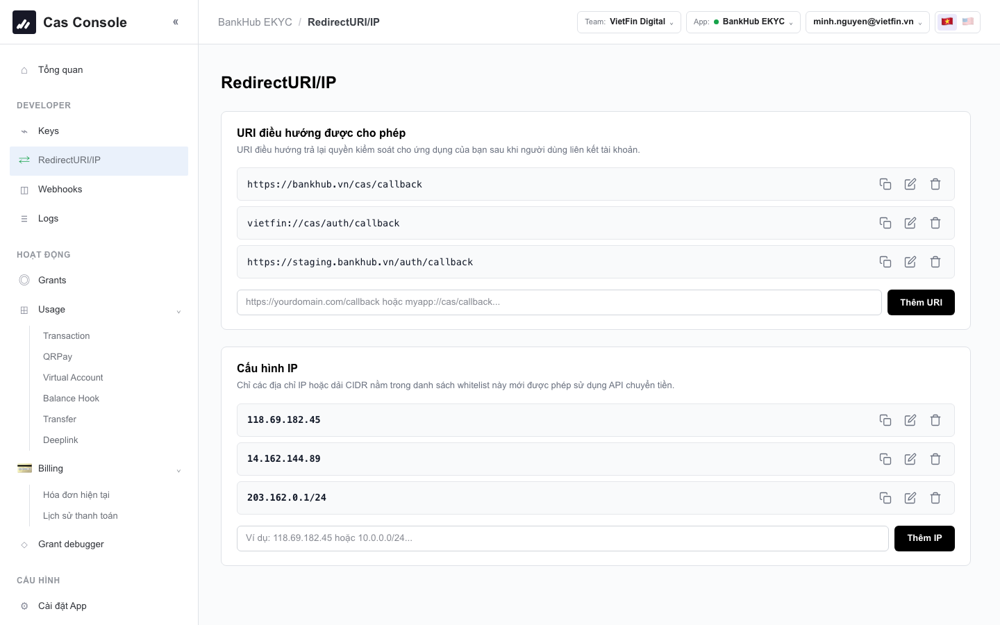 Cas Console
«
BankHub EKYC / RedirectURI/IP
Team: VietFin Digital
App: BankHub EKYC
minh.nguyen@vietfin.vn
Tổng quan
DEVELOPER
Keys
RedirectURI/IP
Webhooks
Logs
HOẠT ĐỘNG
Grants
Usage
Transaction
QRPay
Virtual Account
Balance Hook
Transfer
Deeplink
Billing
Hóa đơn hiện tại
Lịch sử thanh toán
Grant debugger
CẤU HÌNH
Cài đặt App
RedirectURI/IP
URI điều hướng được cho phép
URI điều hướng trả lại quyền kiểm soát cho ứng dụng của bạn sau khi người dùng liên kết tài khoản.
https://bankhub.vn/cas/callback
vietfin://cas/auth/callback
https://staging.bankhub.vn/auth/callback
https://yourdomain.com/callback hoặc myapp://cas/callback...
Thêm URI
Cấu hình IP
Chỉ các địa chỉ IP hoặc dải CIDR nằm trong danh sách whitelist này mới được phép sử dụng API chuyển tiền.
118.69.182.45
14.162.144.89
203.162.0.1/24
Ví dụ: 118.69.182.45 hoặc 10.0.0.0/24...
Thêm IP